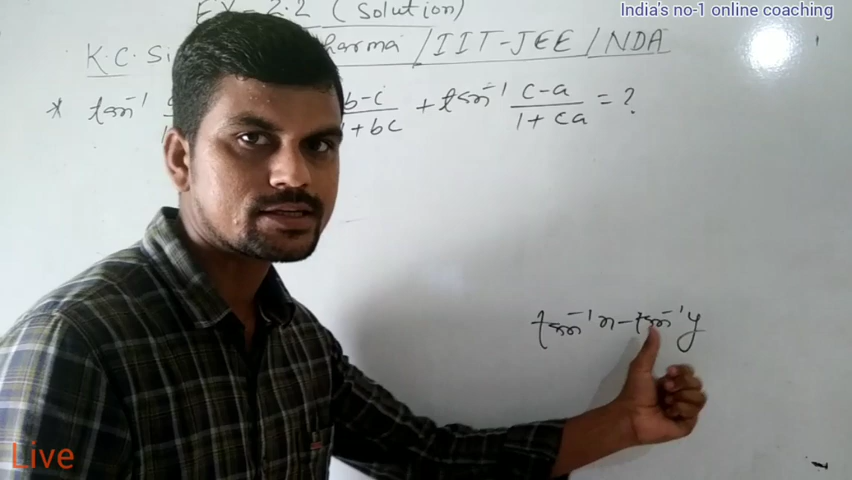 India's no-1 online coaching
EX-2.2 (Solution)
K.C. Si harma / IIT-JEE / NDA
* tan⁻¹ b-c/1+bc + tan⁻¹ c-a/1+ca = ?
tan⁻¹x - tan⁻¹y
Live